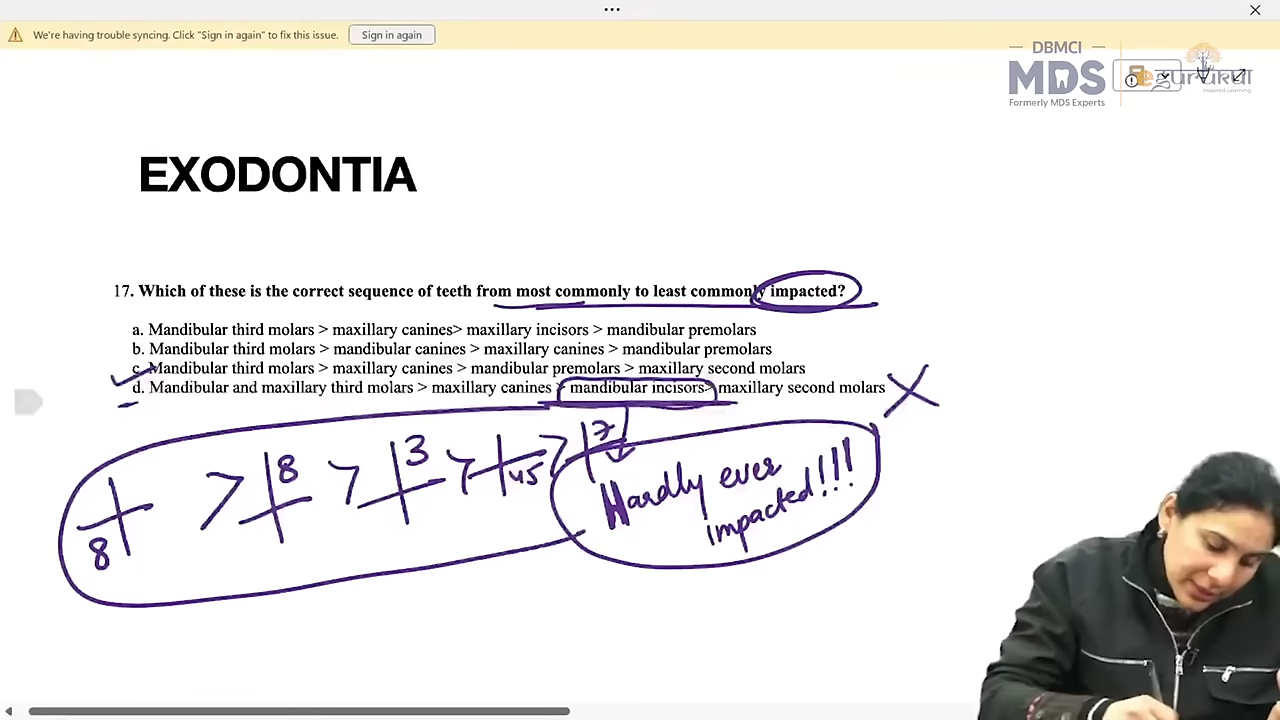 ...
We're having trouble syncing. Click "Sign in again" to fix this issue. Sign in again
DBMCI
MDS
Formerly MDS Experts
eगुरुकुल
Inspired Learning
EXODONTIA
17. Which of these is the correct sequence of teeth from most commonly to least commonly impacted?
a. Mandibular third molars > maxillary canines> maxillary incisors > mandibular premolars
b. Mandibular third molars > mandibular canines > maxillary canines > mandibular premolars
c. Mandibular third molars > maxillary canines > mandibular premolars > maxillary second molars
d. Mandibular and maxillary third molars > maxillary canines > mandibular incisors> maxillary second molars
8 > 8 > 3 > 45 > 7
Hardly ever
impacted!!!